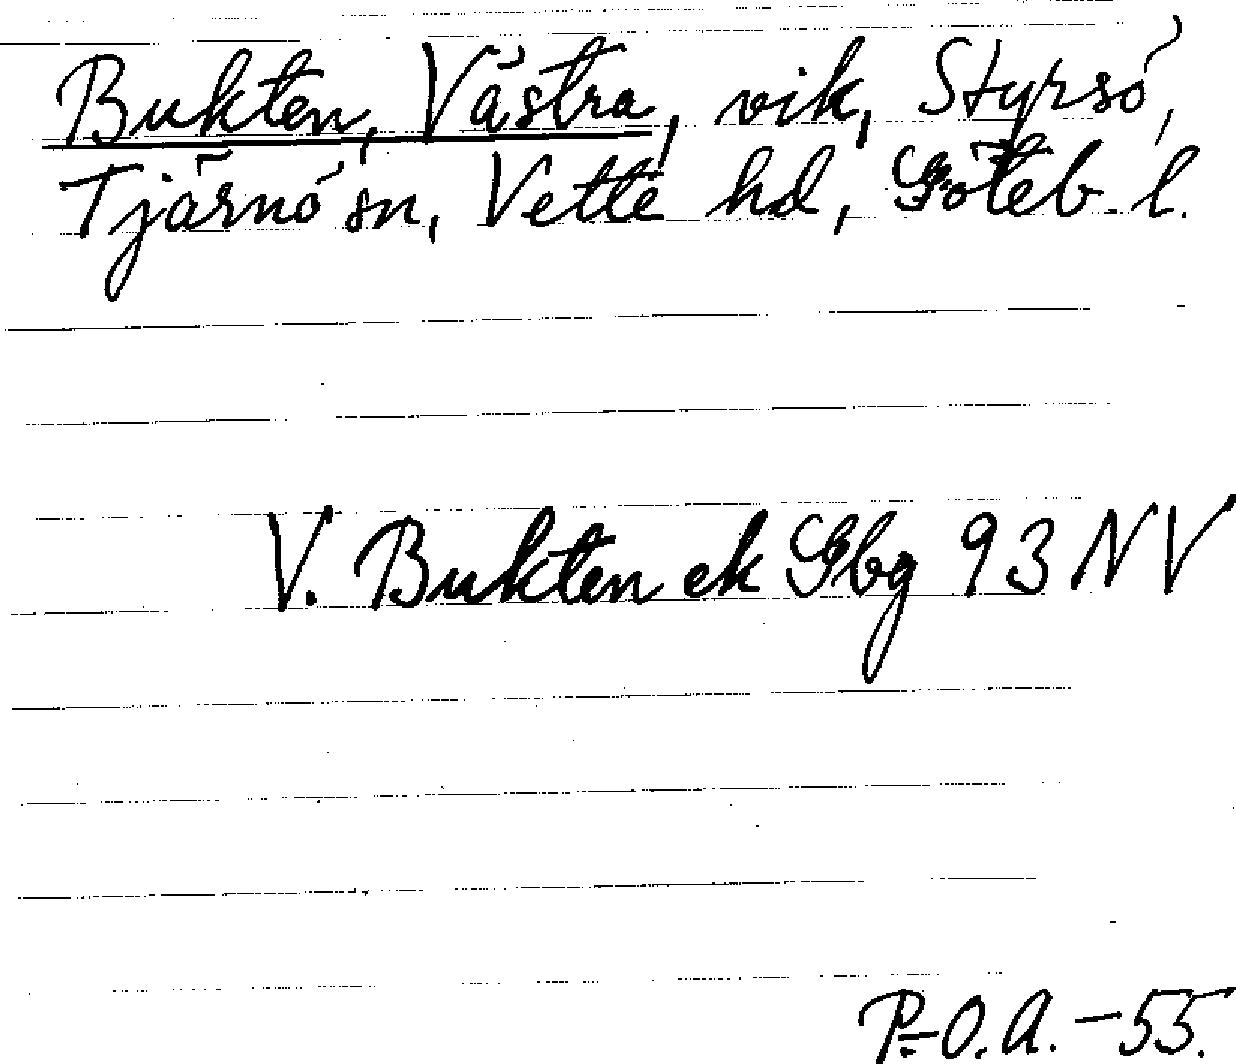 Bukten, Västra, vik, Styrsö,
Tjärnö sn, Vette hd, Göteb. l.
V. Bukten ek Gbg 93 NV
P.-O. A. -55.